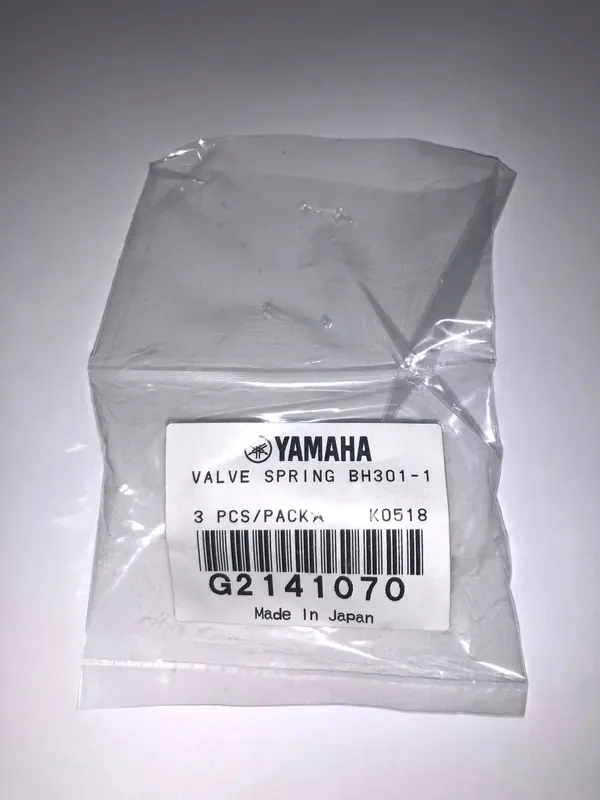 YAMAHA
VALVE SPRING BH301-1
3 PCS/PACK☆ K0518
G2141070
Made In Japan